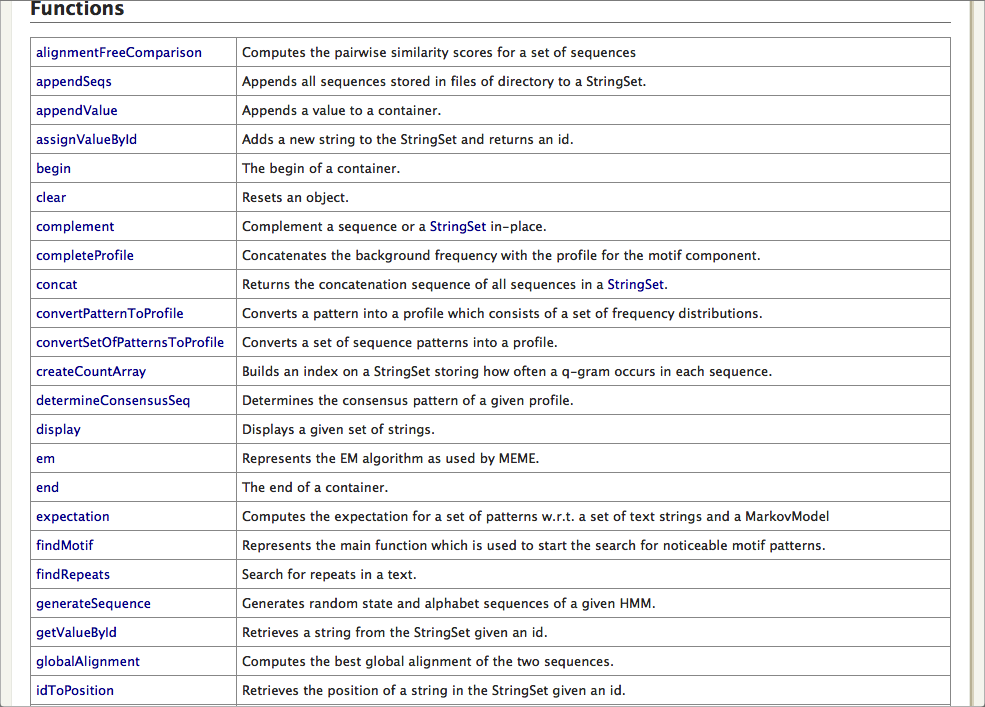 Functions
alignmentFreeComparison Computes the pairwise similarity scores for a set of sequences
appendSeqs Appends all sequences stored in files of directory to a StringSet.
appendValue Appends a value to a container.
assignValueById Adds a new string to the StringSet and returns an id.
begin The begin of a container.
clear Resets an object.
complement Complement a sequence or a StringSet in-place.
completeProfile Concatenates the background frequency with the profile for the motif component.
concat Returns the concatenation sequence of all sequences in a StringSet.
convertPatternToProfile Converts a pattern into a profile which consists of a set of frequency distributions.
convertSetOfPatternsToProfile Converts a set of sequence patterns into a profile.
createCountArray Builds an index on a StringSet storing how often a q-gram occurs in each sequence.
determineConsensusSeq Determines the consensus pattern of a given profile.
display Displays a given set of strings.
em Represents the EM algorithm as used by MEME.
end The end of a container.
expectation Computes the expectation for a set of patterns w.r.t. a set of text strings and a MarkovModel
findMotif Represents the main function which is used to start the search for noticeable motif patterns.
findRepeats Search for repeats in a text.
generateSequence Generates random state and alphabet sequences of a given HMM.
getValueById Retrieves a string from the StringSet given an id.
globalAlignment Computes the best global alignment of the two sequences.
idToPosition Retrieves the position of a string in the StringSet given an id.